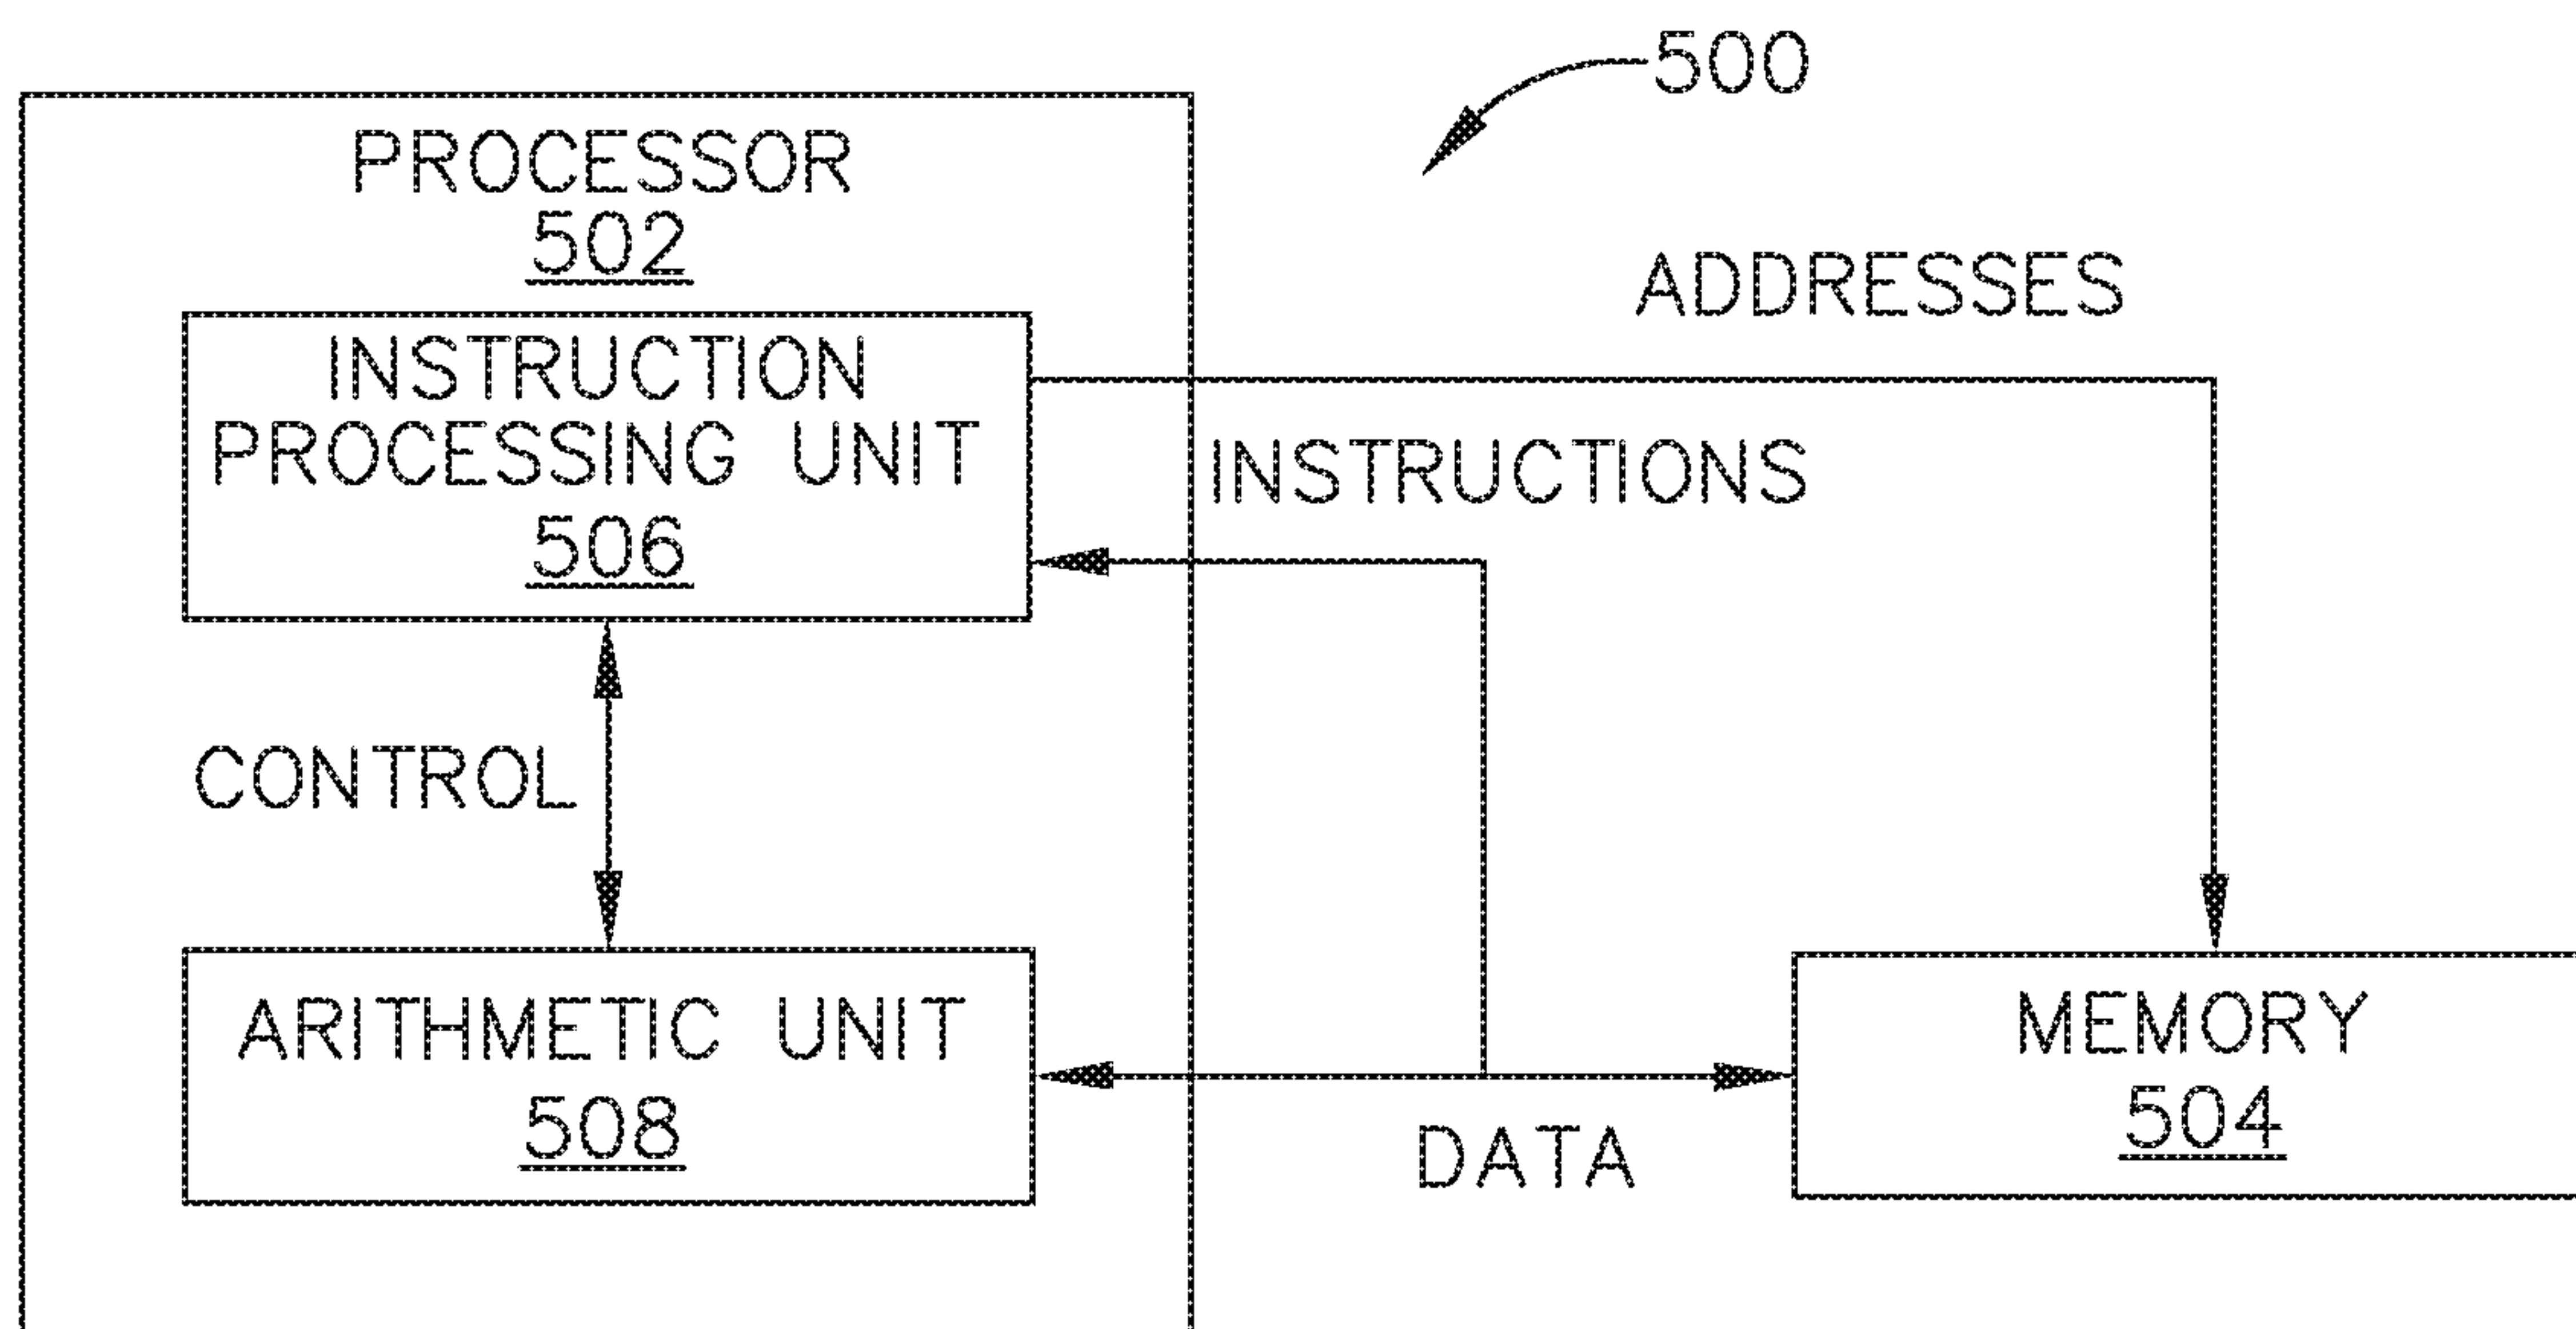 500
PROCESSOR
502
ADDRESSES
INSTRUCTION
PROCESSING UNIT
506
INSTRUCTIONS
CONTROL
ARITHMETIC UNIT
508
DATA
MEMORY
504